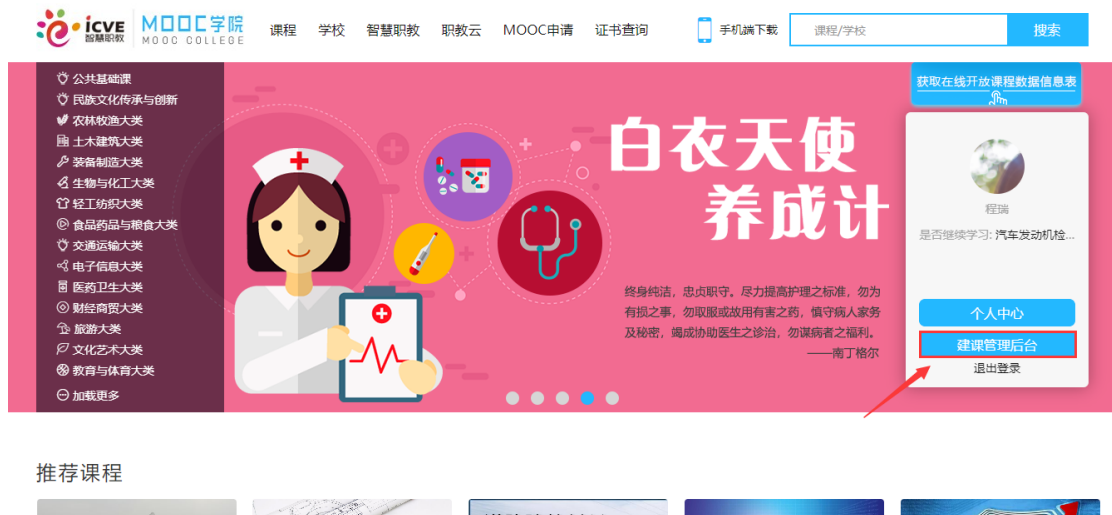 icve
智慧职教
MOOC学院
MOOC COLLEGE
课程
学校
智慧职教
职教云
MOOC申请
证书查询
手机端下载
课程/学校
搜索
公共基础课
民族文化传承与创新
农林牧渔大类
土木建筑大类
装备制造大类
生物与化工大类
轻工纺织大类
食品药品与粮食大类
交通运输大类
电子信息大类
医药卫生大类
财经商贸大类
旅游大类
文化艺术大类
教育与体育大类
加载更多
白衣天使
养成计
终身纯洁，忠贞职守。尽力提高护理之标准，勿为
有损之事，勿取服或故用有害之药，慎守病人家务
及秘密，竭成协助医生之诊治，勿谋病者之福利。
——南丁格尔
获取在线开放课程数据信息表
程瑞
是否继续学习: 汽车发动机检...
个人中心
建课管理后台
退出登录
推荐课程